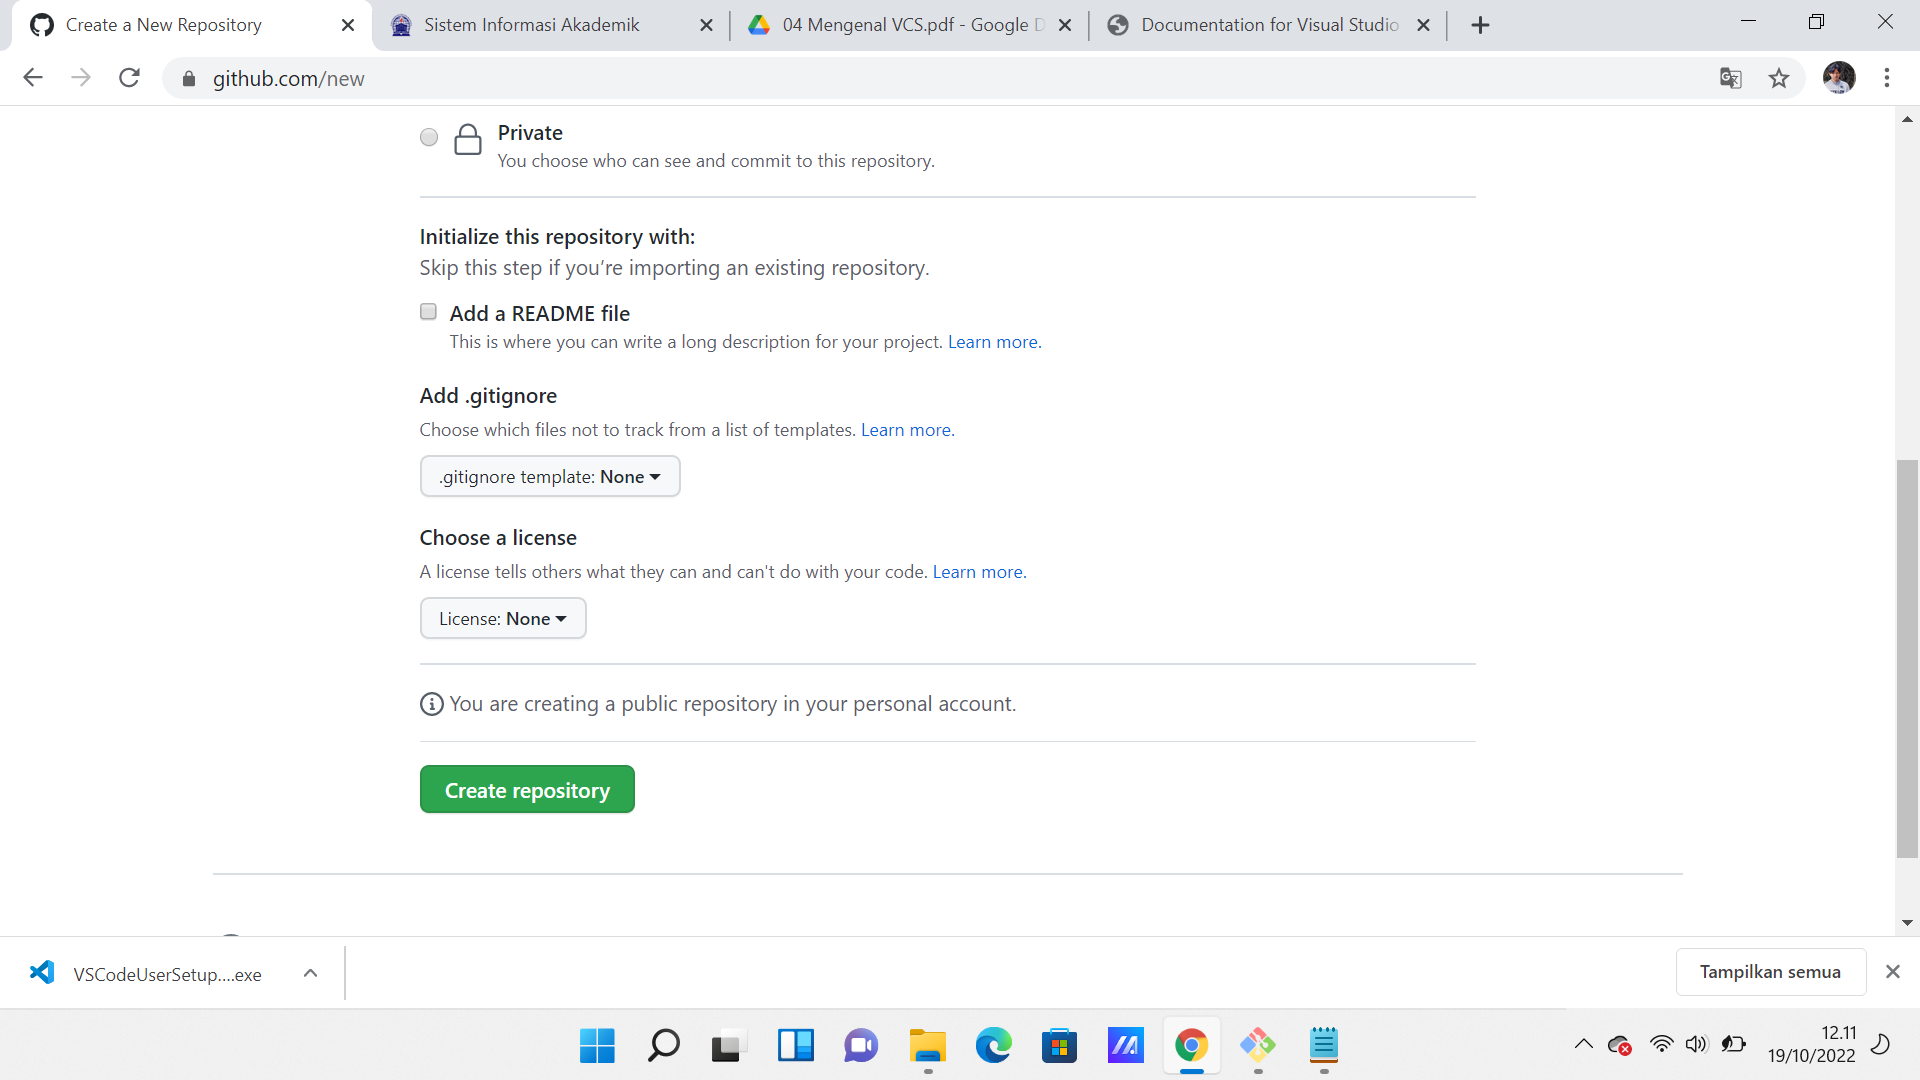 Create a New Repository
Sistem Informasi Akademik
04 Mengenal VCS.pdf - Google D
Documentation for Visual Studio
github.com/new
Private
You choose who can see and commit to this repository.
Initialize this repository with:
Skip this step if you’re importing an existing repository.
Add a README file
This is where you can write a long description for your project. Learn more.
Add .gitignore
Choose which files not to track from a list of templates. Learn more.
.gitignore template: None
Choose a license
A license tells others what they can and can't do with your code. Learn more.
License: None
You are creating a public repository in your personal account.
Create repository
VSCodeUserSetup....exe
Tampilkan semua
12.11
19/10/2022